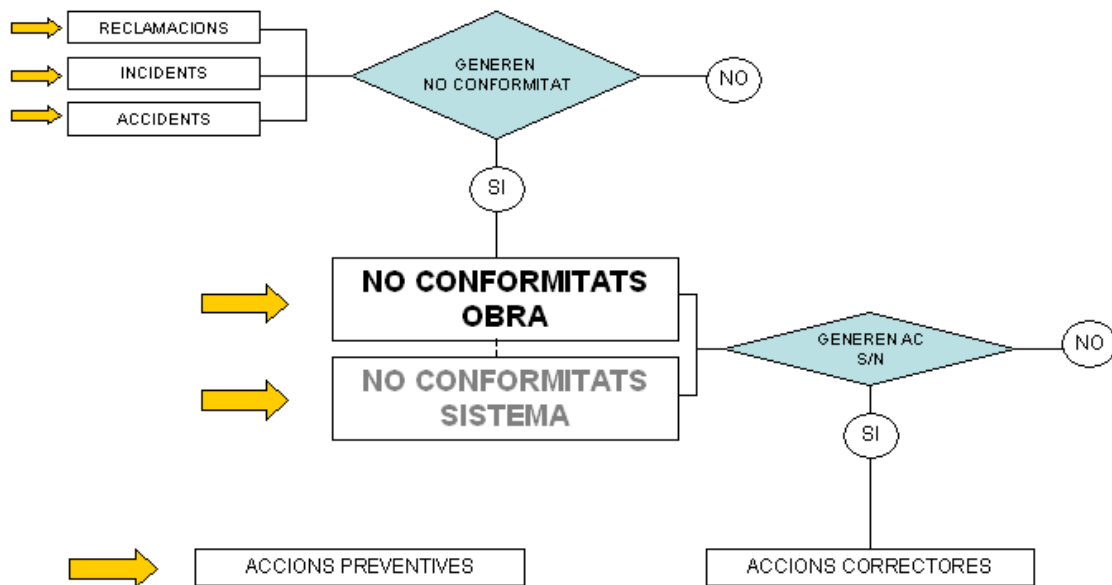 RECLAMACIONS
INCIDENTS
ACCIDENTS
GENEREN
NO CONFORMITAT
NO
SI
NO CONFORMITATS
OBRA
NO CONFORMITATS
SISTEMA
GENEREN AC
S/N
NO
SI
ACCIONS PREVENTIVES
ACCIONS CORRECTORES